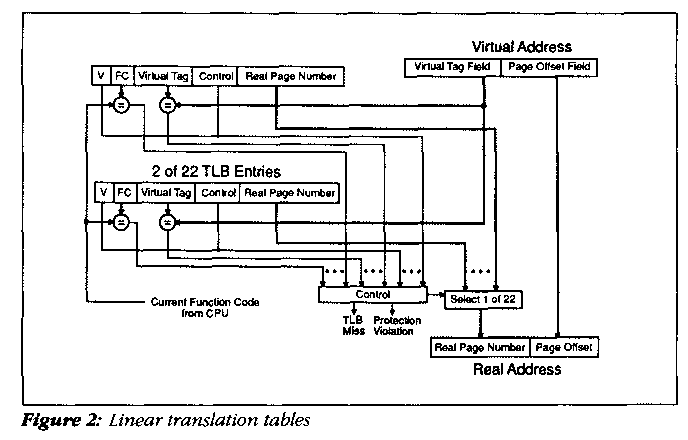 Virtual Address
Virtual Tag Field Page Offset Field
V FC Virtual Tag Control Real Page Number
= =
2 of 22 TLB Entries
V FC Virtual Tag Control Real Page Number
= =
Control
Select 1 of 22
Current Function Code
from CPU
TLB
Miss
Protection
Violation
Real Page Number Page Offset
Real Address
Figure 2: Linear translation tables